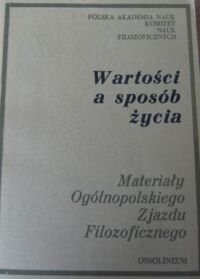 POLSKA AKADEMIA NAUK
KOMITET
NAUK
FILOZOFICZNYCH
Wartości
a sposób
życia
Materiały
Ogólnopolskiego
Zjazdu
Filozoficznego
OSSOLINEUM